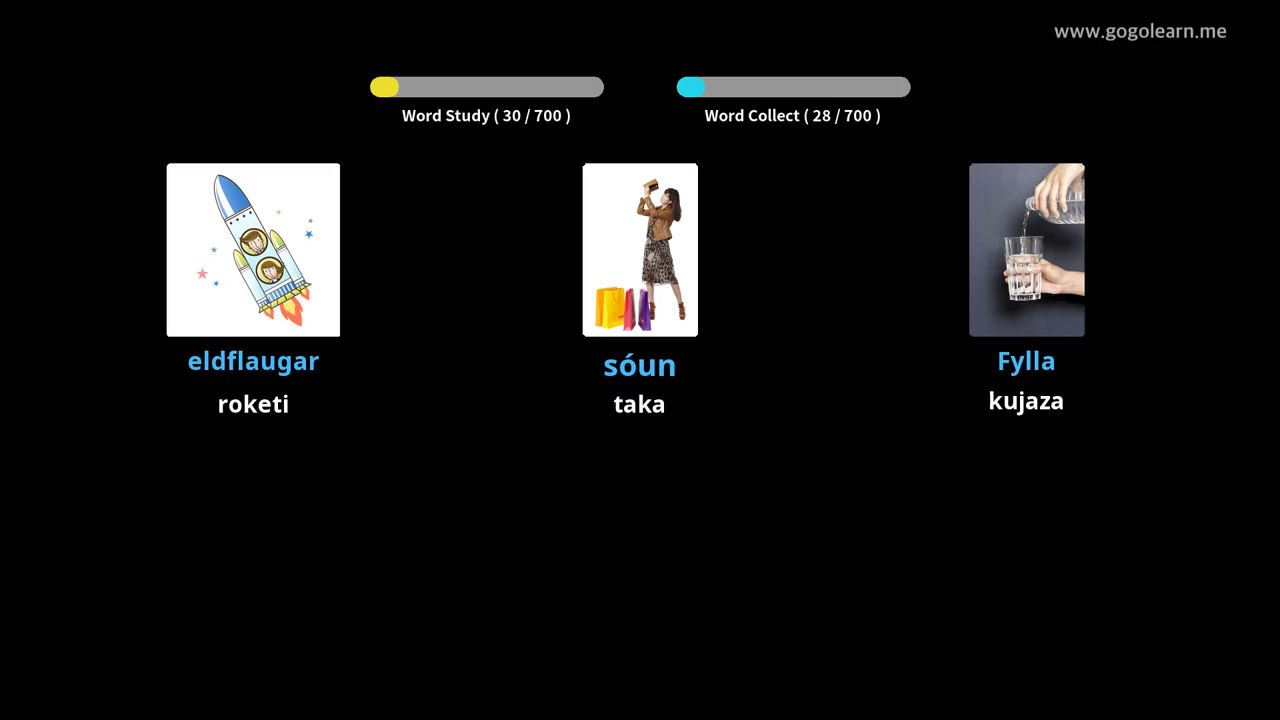 www.gogolearn.me
Word Study ( 30 / 700 )
Word Collect ( 28 / 700 )
eldflaugar
roketi
sóun
taka
Fylla
kujaza